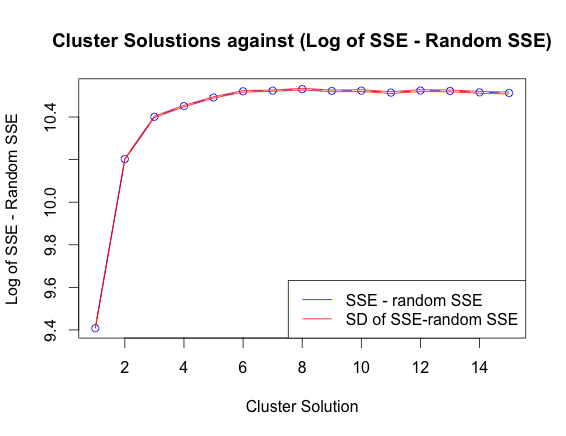 Cluster Solustions against (Log of SSE - Random SSE)
Log of SSE - Random SSE
10.4
10.0
9.8
9.6
9.4
SSE - random SSE
SD of SSE-random SSE
2 4 6 8 10 12 14
Cluster Solution